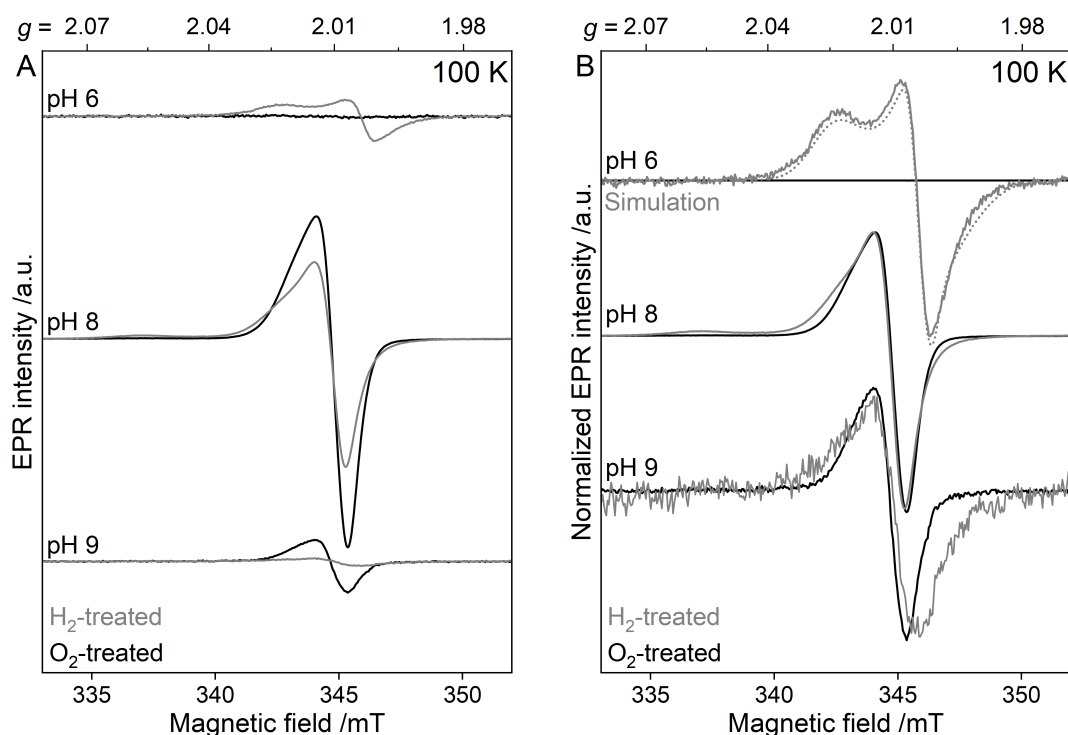 g = 2.07 2.04 2.01 1.98
A
100 K
pH 6
pH 8
pH 9
H₂-treated
O₂-treated
335 340 345 350
Magnetic field /mT
EPR intensity /a.u.
g = 2.07 2.04 2.01 1.98
B
100 K
pH 6
Simulation
pH 8
pH 9
H₂-treated
O₂-treated
335 340 345 350
Magnetic field /mT
Normalized EPR intensity /a.u.